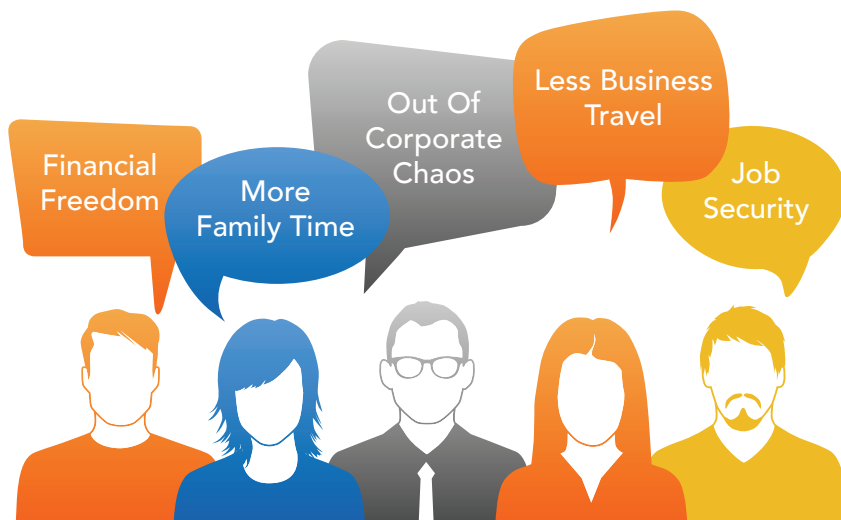 Financial
Freedom
More
Family Time
Out Of
Corporate
Chaos
Less Business
Travel
Job
Security